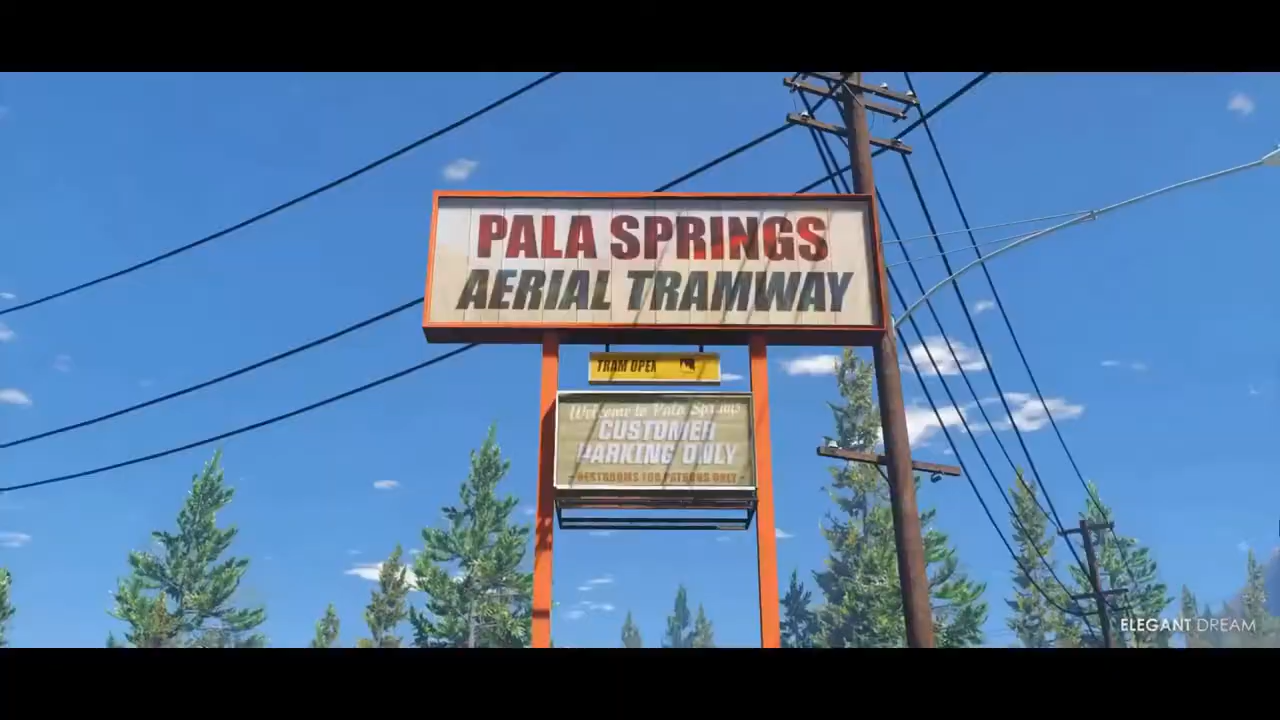 PALA SPRINGS
AERIAL TRAMWAY
TRAM OPEN
Welcome to Pala Springs
CUSTOMER
PARKING ONLY
- RESTROOMS FOR PATRONS ONLY -
ELEGANT DREAM